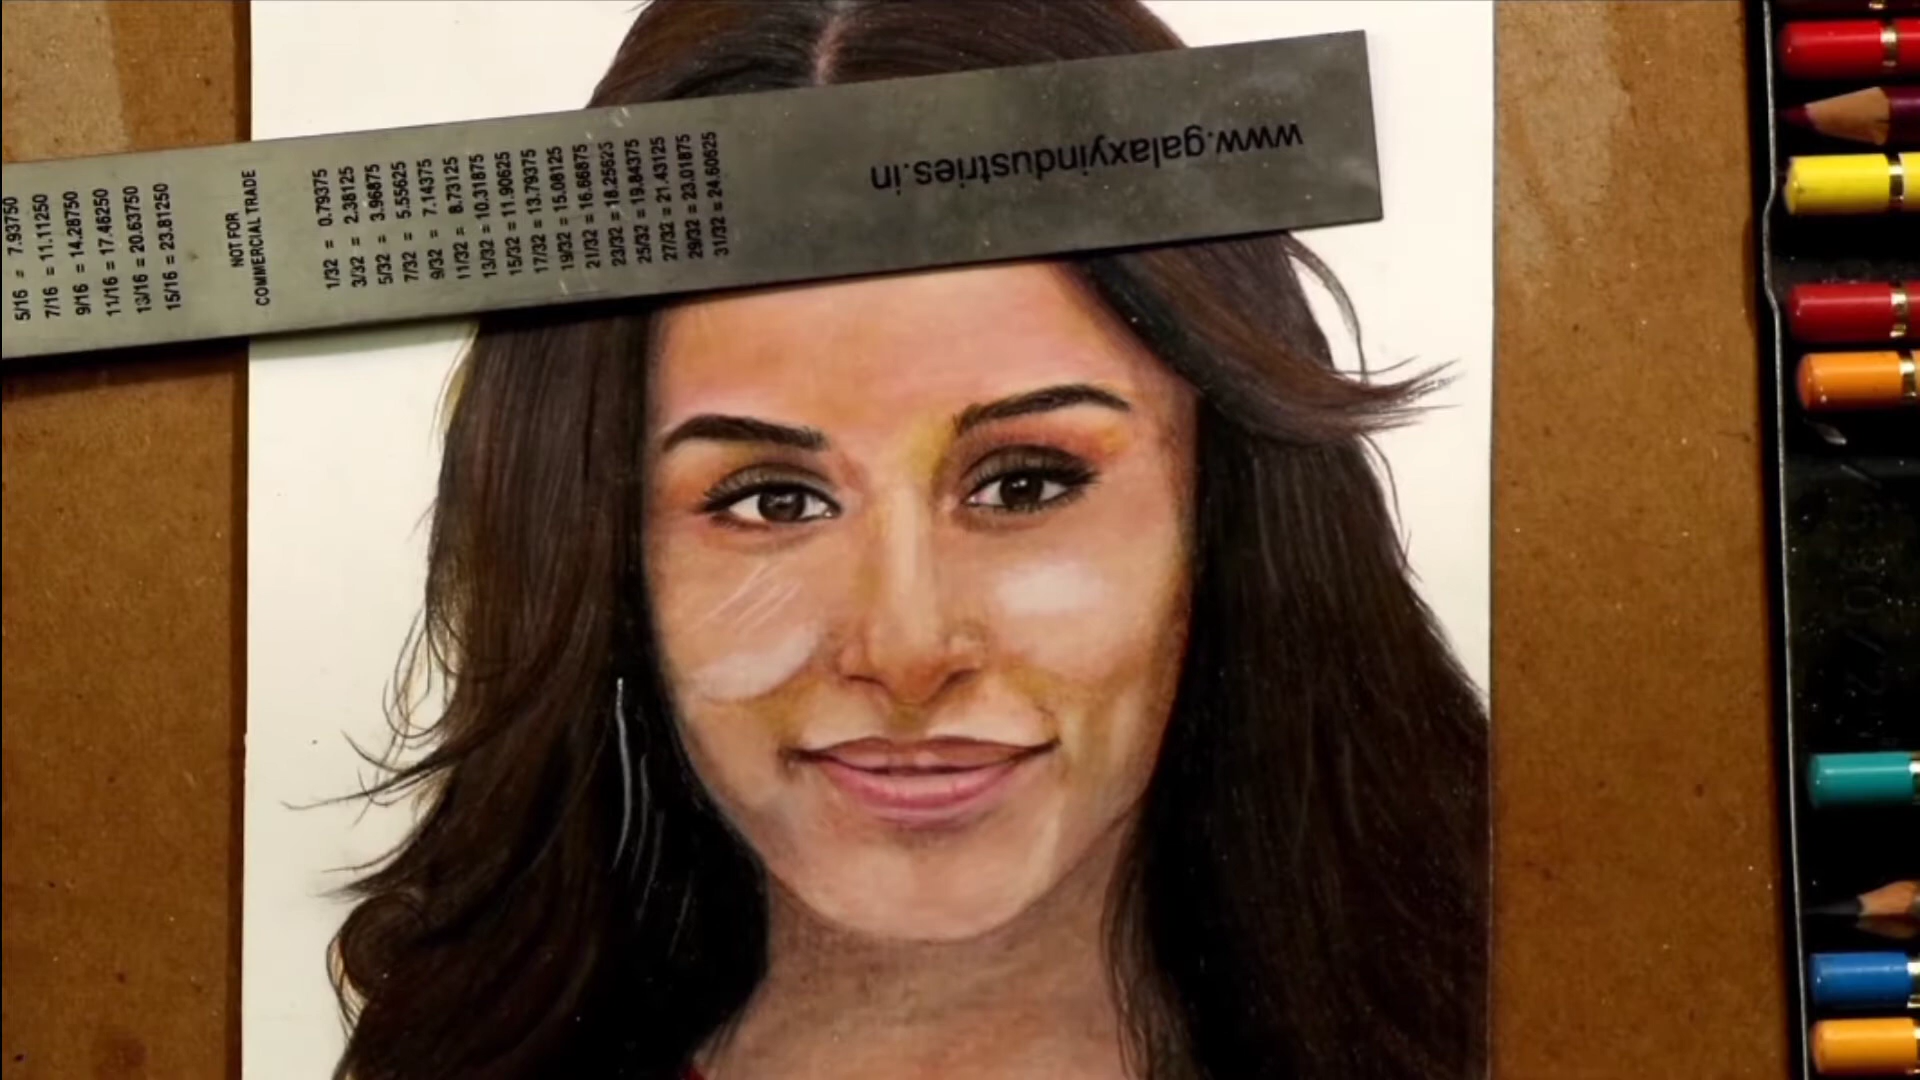 5/16 = 7.93750
7/16 = 11.11250
9/16 = 14.28750
11/16 = 17.46250
13/16 = 20.63750
15/16 = 23.81250
NOT FOR
COMMERCIAL TRADE
1/32 = 0.79375
3/32 = 2.38125
5/32 = 3.96875
7/32 = 5.55625
9/32 = 7.14375
11/32 = 8.73125
13/32 = 10.31875
15/32 = 11.90625
17/32 = 13.79375
19/32 = 15.08125
21/32 = 16.66875
23/32 = 18.25625
25/32 = 19.84375
27/32 = 21.43125
29/32 = 23.01875
31/32 = 24.60625
www.galaxyindustries.in